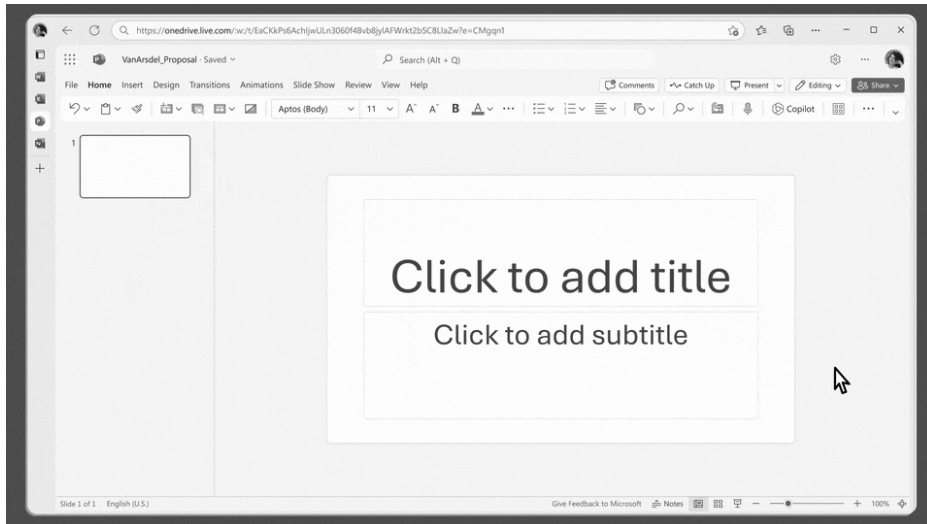 https://onedrive.live.com/:w:/t/EaCKkPs6AchIjwULn3060f48vbBjyIAFWrkt2bSC8LIaZw?e=CMgqn1
VanArsdel_Proposal · Saved
Search (Alt + Q)
File Home Insert Design Transitions Animations Slide Show Review View Help
Comments Catch Up Present Editing Share
Aptos (Body) 11 A A B A Copilot
1
Click to add title
Click to add subtitle
Slide 1 of 1 English (U.S.) Give Feedback to Microsoft Notes 100%